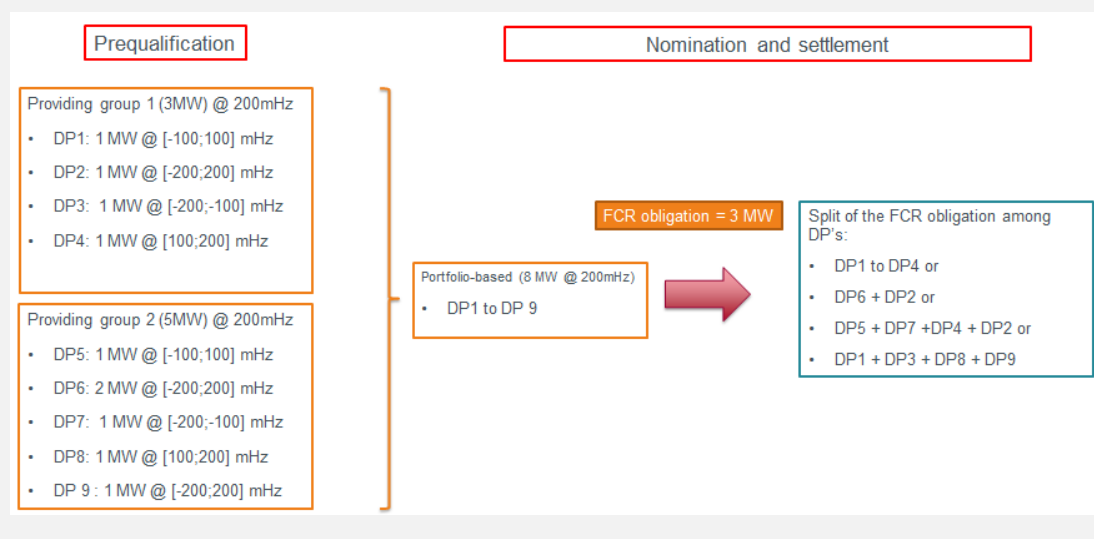 Prequalification
Nomination and settlement
Providing group 1 (3MW) @ 200mHz
• DP1: 1 MW @ [-100;100] mHz
• DP2: 1 MW @ [-200;200] mHz
• DP3: 1 MW @ [-200;-100] mHz
• DP4: 1 MW @ [100;200] mHz
Providing group 2 (5MW) @ 200mHz
• DP5: 1 MW @ [-100;100] mHz
• DP6: 2 MW @ [-200;200] mHz
• DP7: 1 MW @ [-200;-100] mHz
• DP8: 1 MW @ [100;200] mHz
• DP 9 : 1 MW @ [-200;200] mHz
Portfolio-based (8 MW @ 200mHz)
• DP1 to DP 9
FCR obligation = 3 MW
Split of the FCR obligation among
DP's:
• DP1 to DP4 or
• DP6 + DP2 or
• DP5 + DP7 +DP4 + DP2 or
• DP1 + DP3 + DP8 + DP9